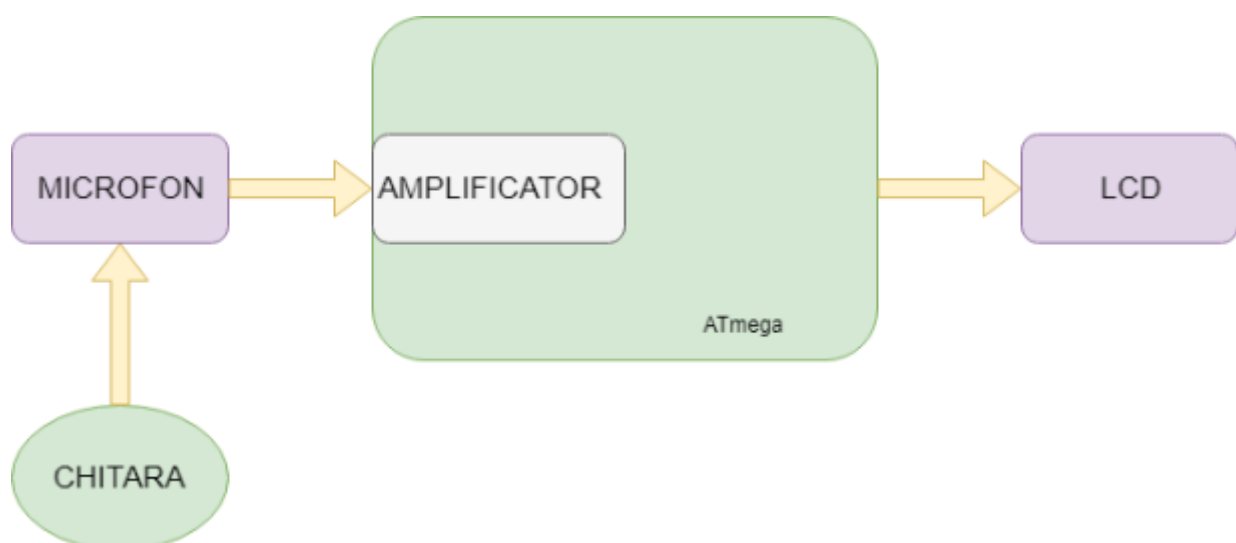 MICROFON
AMPLIFICATOR
LCD
ATmega
CHITARA